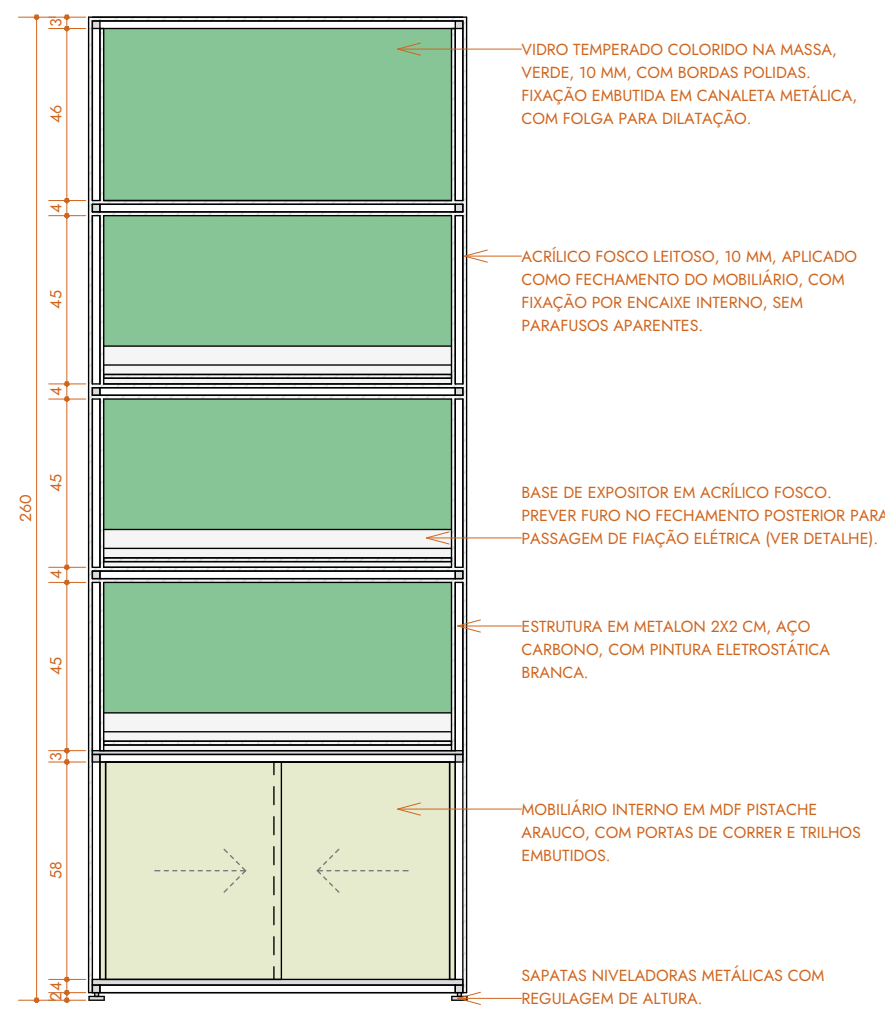 3
46
4
45
4
45
4
45
3
58
4
2
260
VIDRO TEMPERADO COLORIDO NA MASSA,
VERDE, 10 MM, COM BORDAS POLIDAS.
FIXAÇÃO EMBUTIDA EM CANALETA METÁLICA,
COM FOLGA PARA DILATAÇÃO.
ACRÍLICO FOSCO LEITOSO, 10 MM, APLICADO
COMO FECHAMENTO DO MOBILIÁRIO, COM
FIXAÇÃO POR ENCAIXE INTERNO, SEM
PARAFUSOS APARENTES.
BASE DE EXPOSITOR EM ACRÍLICO FOSCO.
PREVER FURO NO FECHAMENTO POSTERIOR PARA
PASSAGEM DE FIAÇÃO ELÉTRICA (VER DETALHE).
ESTRUTURA EM METALON 2X2 CM, AÇO
CARBONO, COM PINTURA ELETROSTÁTICA
BRANCA.
MOBILIÁRIO INTERNO EM MDF PISTACHE
ARAUCO, COM PORTAS DE CORRER E TRILHOS
EMBUTIDOS.
SAPATAS NIVELADORAS METÁLICAS COM
REGULAGEM DE ALTURA.